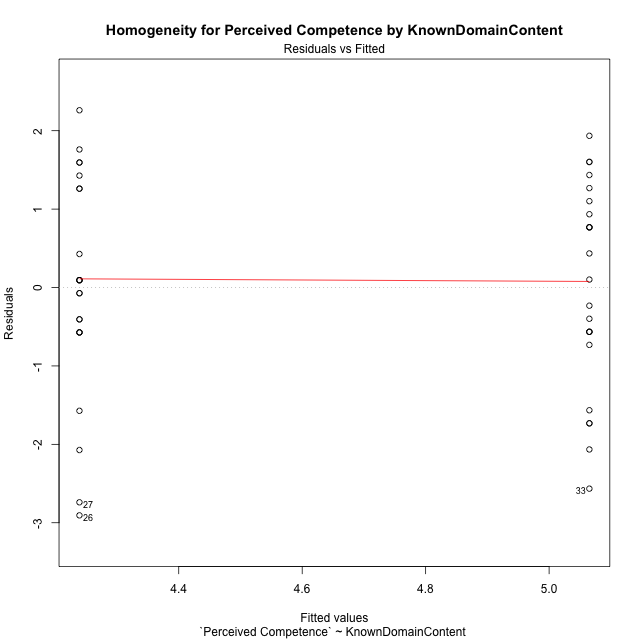 Homogeneity for Perceived Competence by KnownDomainContent
Residuals vs Fitted
2
1
0
-1
-2
-3
Residuals
27
26
33
4.4 4.6 4.8 5.0
Fitted values
`Perceived Competence` ~ KnownDomainContent